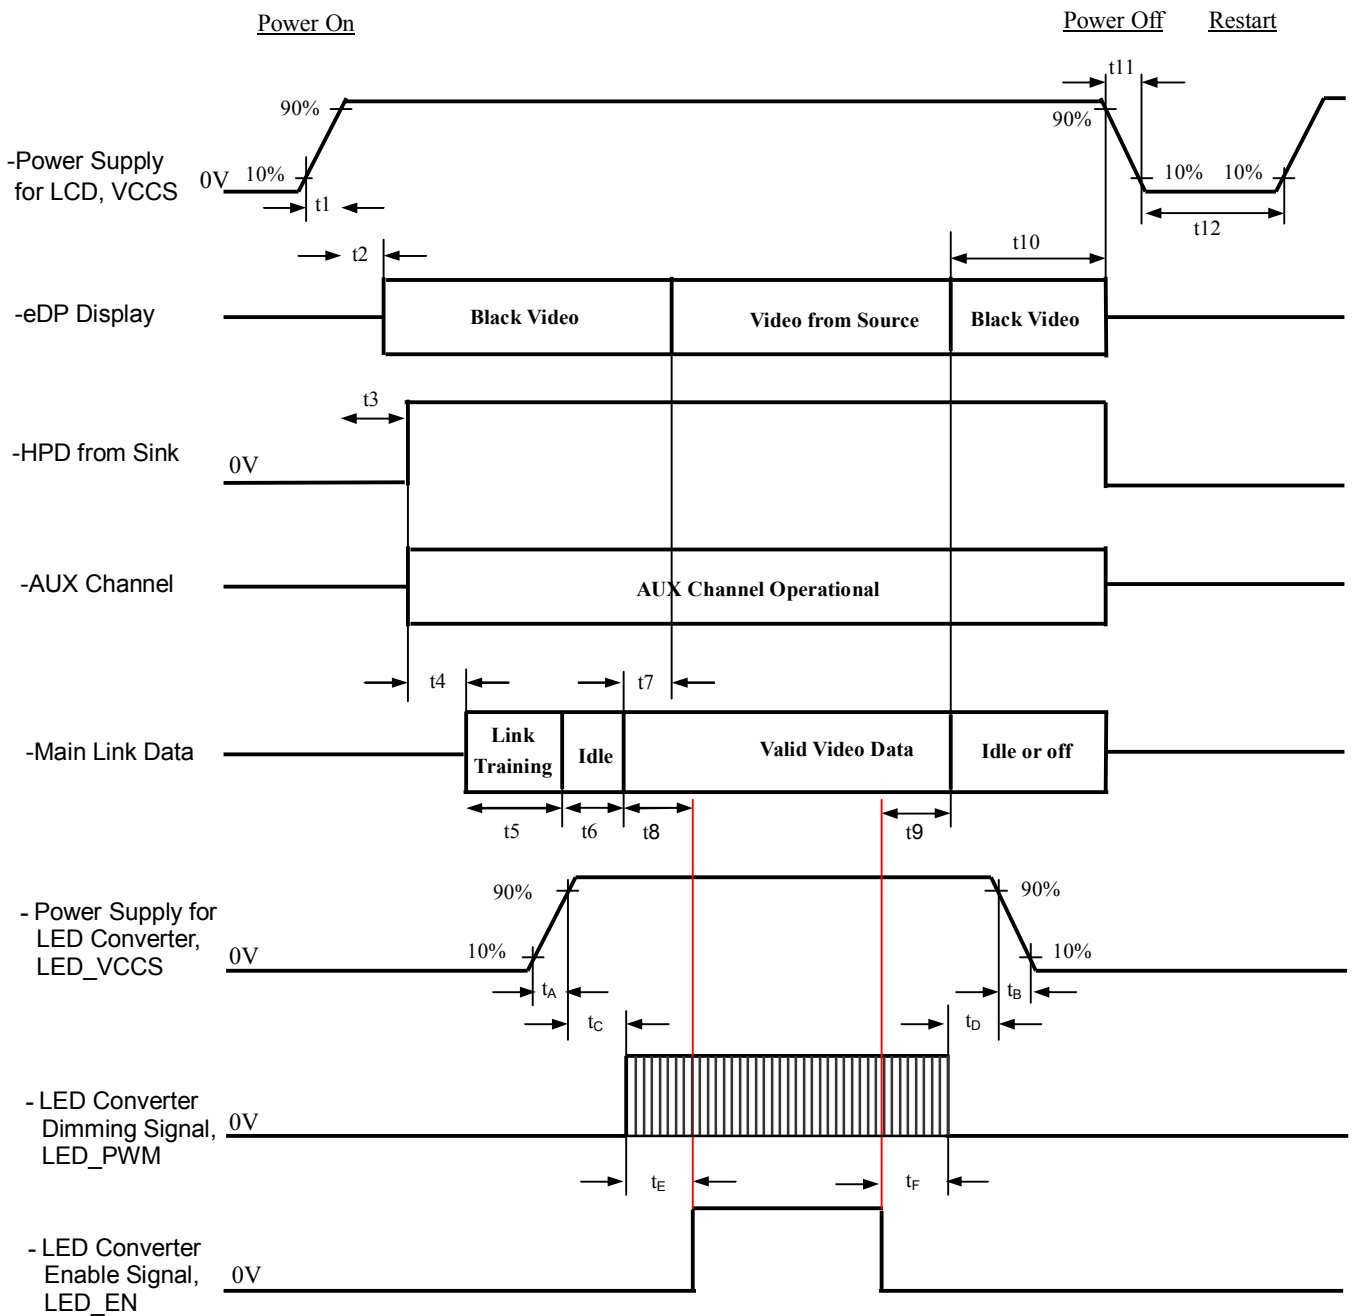 Power On
Power Off
Restart
t11
90%
90%
-Power Supply
for LCD, VCCS
0V
10%
10%
10%
t1
t12
t2
t10
-eDP Display
Black Video
Video from Source
Black Video
t3
-HPD from Sink
0V
-AUX Channel
AUX Channel Operational
t4
t7
-Main Link Data
Link
Training
Idle
Valid Video Data
Idle or off
t5
t6
t8
t9
90%
90%
- Power Supply for
LED Converter,
LED_VCCS
0V
10%
10%
tA
tB
tC
tD
- LED Converter
Dimming Signal,
LED_PWM
0V
tE
tF
- LED Converter
Enable Signal,
LED_EN
0V